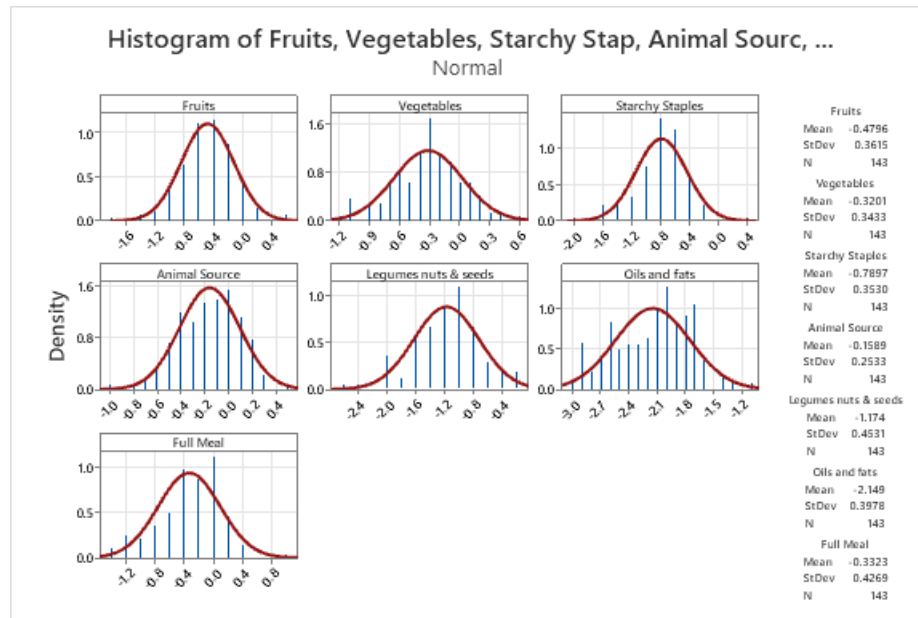 Histogram of Fruits, Vegetables, Starchy Stap, Animal Sourc, ...
Normal
Fruits
Vegetables
Starchy Staples
1.0
0.5
0.0
-1.6
-0.8
-0.4
0.0
0.4
1.6
0.8
0.0
-1.2
-0.9
-0.6
-0.3
0.0
0.3
0.6
1.0
0.5
0.0
-2.0
-1.6
-1.2
-0.8
-0.4
0.0
0.4
Density
Animal Source
Legumes nuts & seeds
Oils and fats
1.6
0.8
0.0
-1.0
-0.8
-0.6
-0.4
-0.2
0.0
0.2
0.4
1.0
0.5
0.0
-2.4
-2.0
-1.6
-1.2
-0.8
-0.4
1.0
0.5
0.0
-3.0
-2.7
-2.4
-2.1
-1.8
-1.5
-1.2
Full Meal
1.0
0.5
0.0
-1.2
-0.8
-0.4
0.0
0.4
0.8
Fruits
Mean -0.4796
StDev 0.3615
N 143
Vegetables
Mean -0.3201
StDev 0.3433
N 143
Starchy Staples
Mean -0.7897
StDev 0.3530
N 143
Animal Source
Mean -0.1589
StDev 0.2533
N 143
Legumes nuts & seeds
Mean -1.174
StDev 0.4531
N 143
Oils and fats
Mean -2.149
StDev 0.3978
N 143
Full Meal
Mean -0.3323
StDev 0.4269
N 143